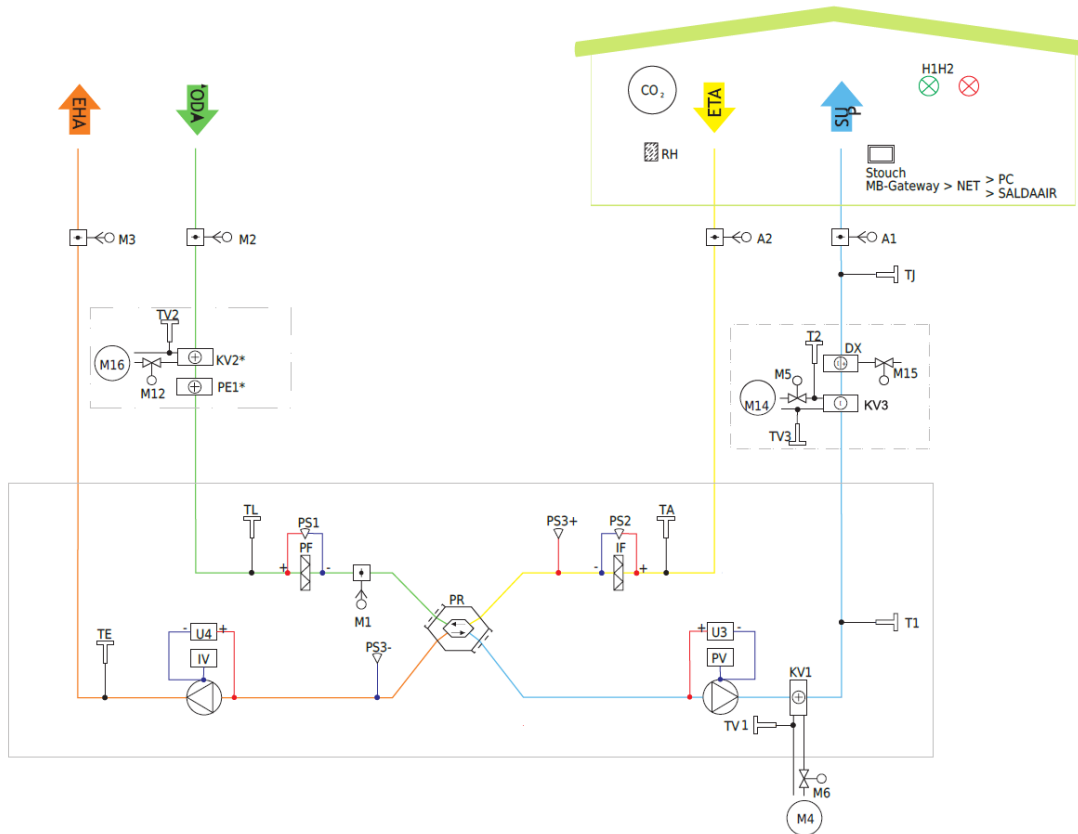 H1H2
CO₂
EHA
ODA
ETA
SUP
RH
Stouch
MB-Gateway > NET > PC
> SALDAAIR
M3
M2
A2
A1
TJ
TV2
KV2*
M16
M12
PE1*
T2
DX
M5
M15
M14
KV3
TV3
TL
PS1
PF
+
-
M1
PS3+
PS2
IF
-
+
TA
PR
TE
-
U4
+
IV
PS3-
+
U3
-
PV
KV1
T1
TV1
M6
M4